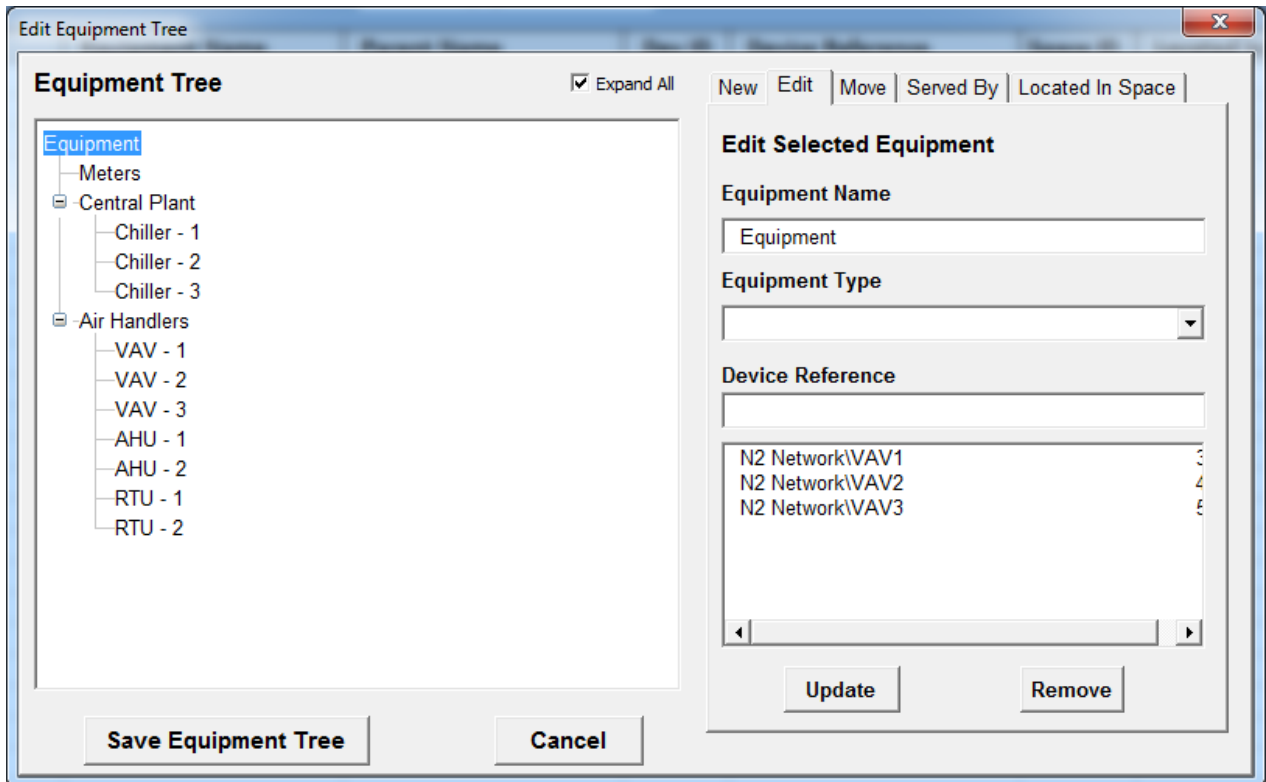 Edit Equipment Tree
Equipment Tree
Expand All
Equipment
Meters
Central Plant
Chiller - 1
Chiller - 2
Chiller - 3
Air Handlers
VAV - 1
VAV - 2
VAV - 3
AHU - 1
AHU - 2
RTU - 1
RTU - 2
Save Equipment Tree
Cancel
New
Edit
Move
Served By
Located In Space
Edit Selected Equipment
Equipment Name
Equipment
Equipment Type
Device Reference
N2 Network\VAV1
N2 Network\VAV2
N2 Network\VAV3
Update
Remove